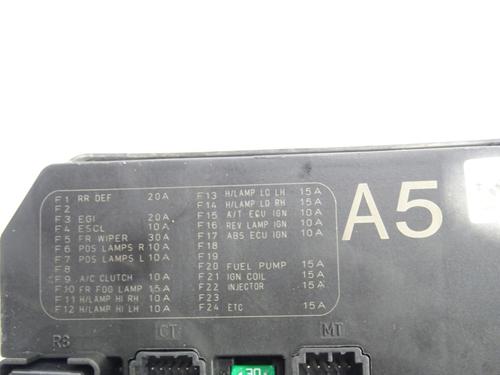 F1 RR DEF 20A
F2
F3 EGI 20A
F4 ESCL 10A
F5 FR WIPER 30A
F6 POS LAMPS R 10A
F7 POS LAMPS L 10A
F8
F9 A/C CLUTCH 10A
F10 FR FOG LAMP 15A
F11 H/LAMP HI RH 10A
F12 H/LAMP HI LH 10A
F13 H/LAMP LO LH 15A
F14 H/LAMP LO RH 15A
F15 A/T ECU IGN 10A
F16 REV LAMP IGN 10A
F17 ABS ECU IGN 10A
F18
F19
F20 FUEL PUMP 15A
F21 IGN COIL 15A
F22 INJECTOR 15A
F23
F24 ETC 15A
A5
R8
CT
MT
30